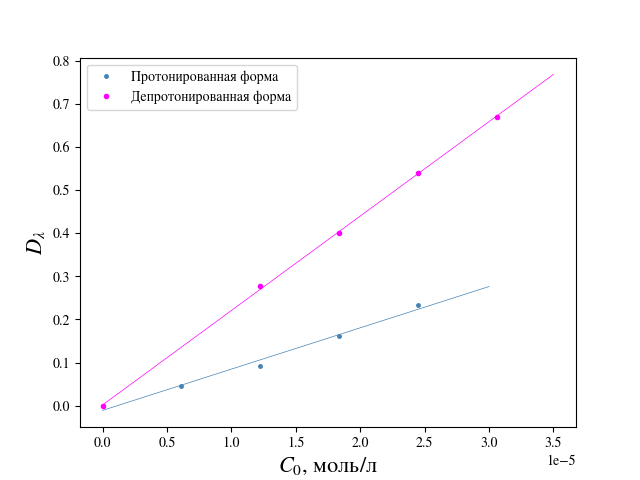 0.8
0.7
0.6
0.5
0.4
0.3
0.2
0.1
0.0
D_λ
Протонированная форма
Депротонированная форма
0.0 0.5 1.0 1.5 2.0 2.5 3.0 3.5
1e−5
C₀, моль/л